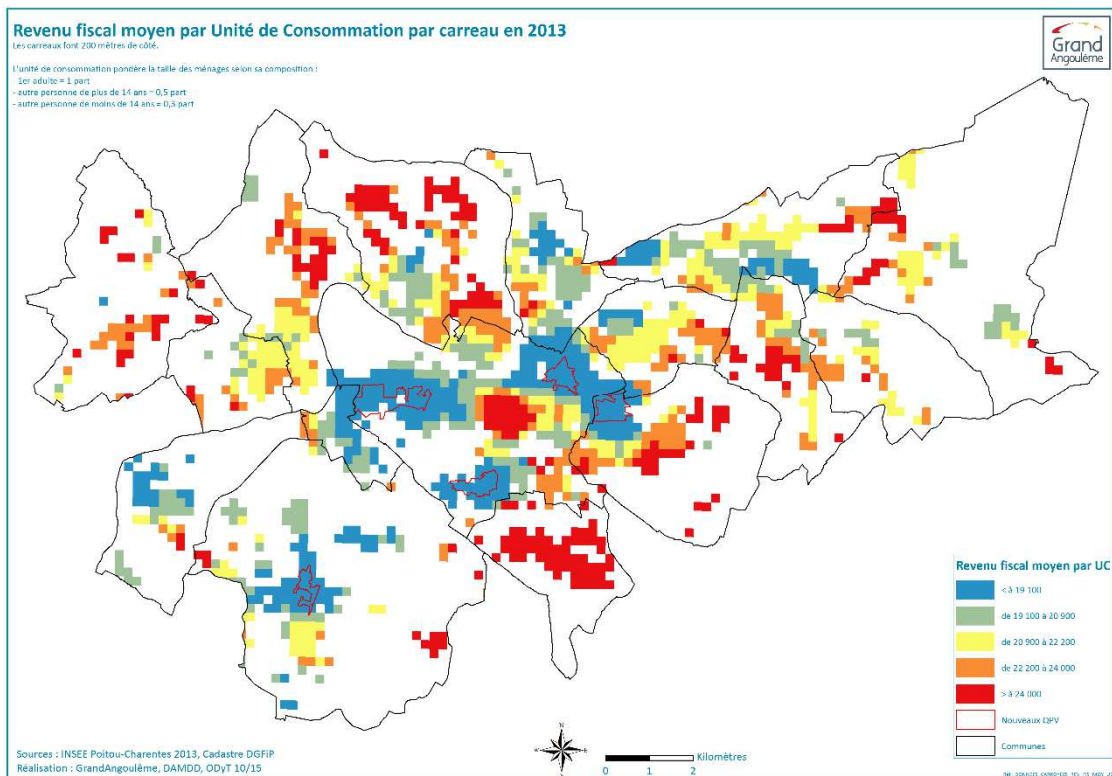 Revenu fiscal moyen par Unité de Consommation par carreau en 2013
Les carreaux font 200 mètres de côté.
L'unité de consommation pondère la taille des ménages selon sa composition :
1er adulte = 1 part
- autre personne de plus de 14 ans = 0,5 part
- autre personne de moins de 14 ans = 0,3 part
Grand
Angoulême
Revenu fiscal moyen par UC
< à 19 100
de 19 100 à 20 900
de 20 900 à 22 200
de 22 200 à 24 000
> à 24 000
Nouveaux QPV
Communes
N
Kilomètres
0 1 2
Sources : INSEE Poitou-Charentes 2013, Cadastre DGFiP
Réalisation : GrandAngoulême, DAMDD, ODyT 10/15